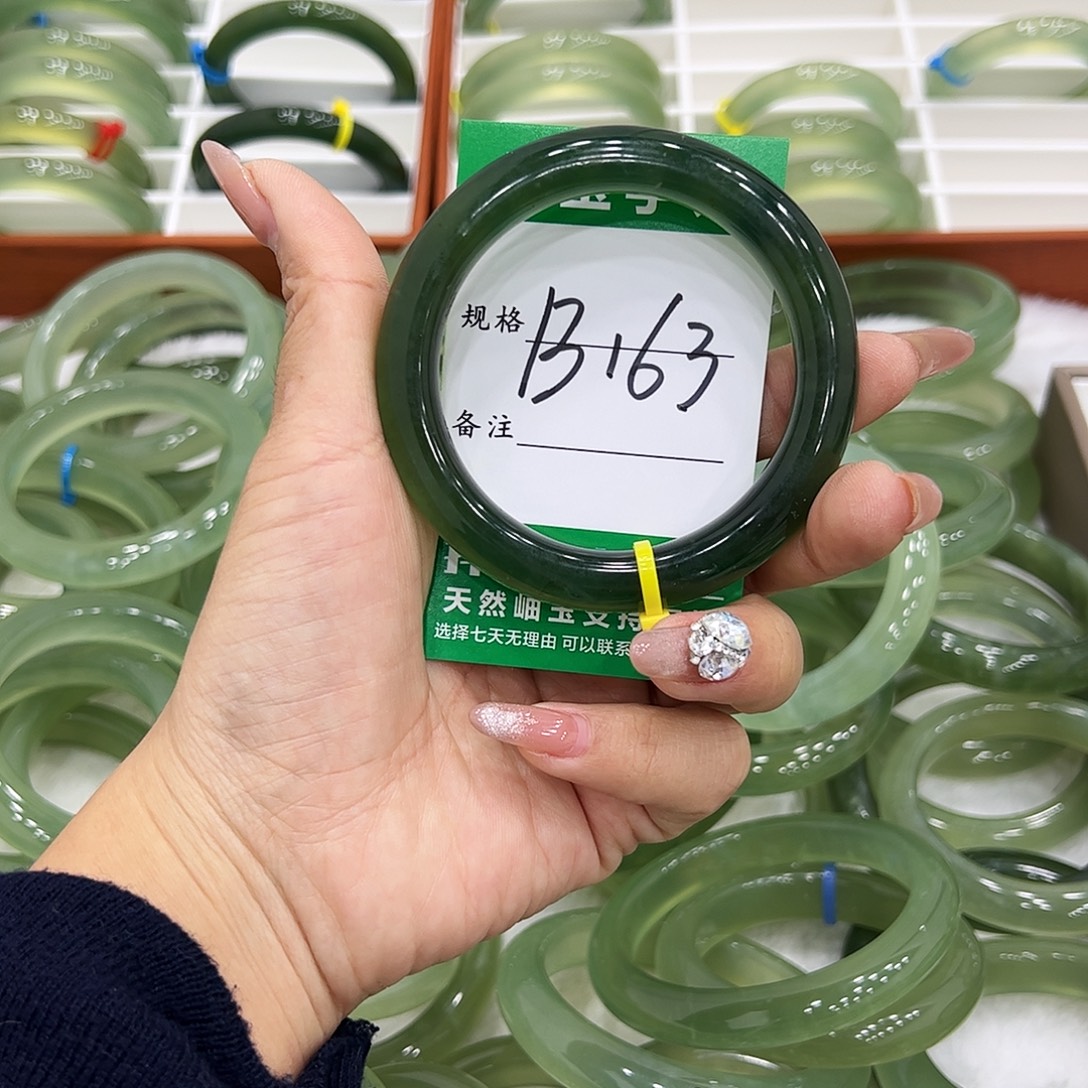 规格 B163
备注
天然岫玉支持
选择七天无理由 可以联系